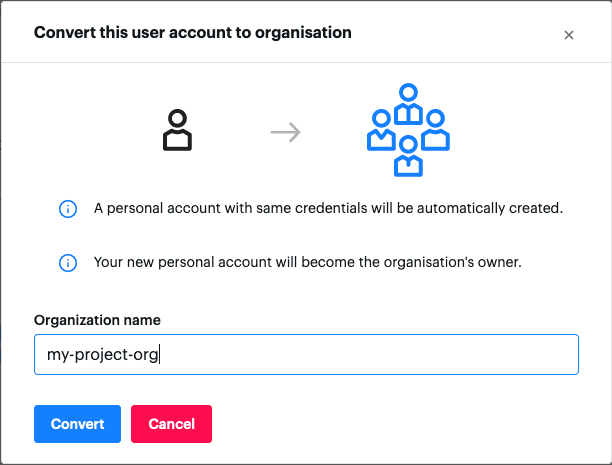 Convert this user account to organisation
A personal account with same credentials will be automatically created.
Your new personal account will become the organisation's owner.
Organization name
my-project-org
Convert
Cancel